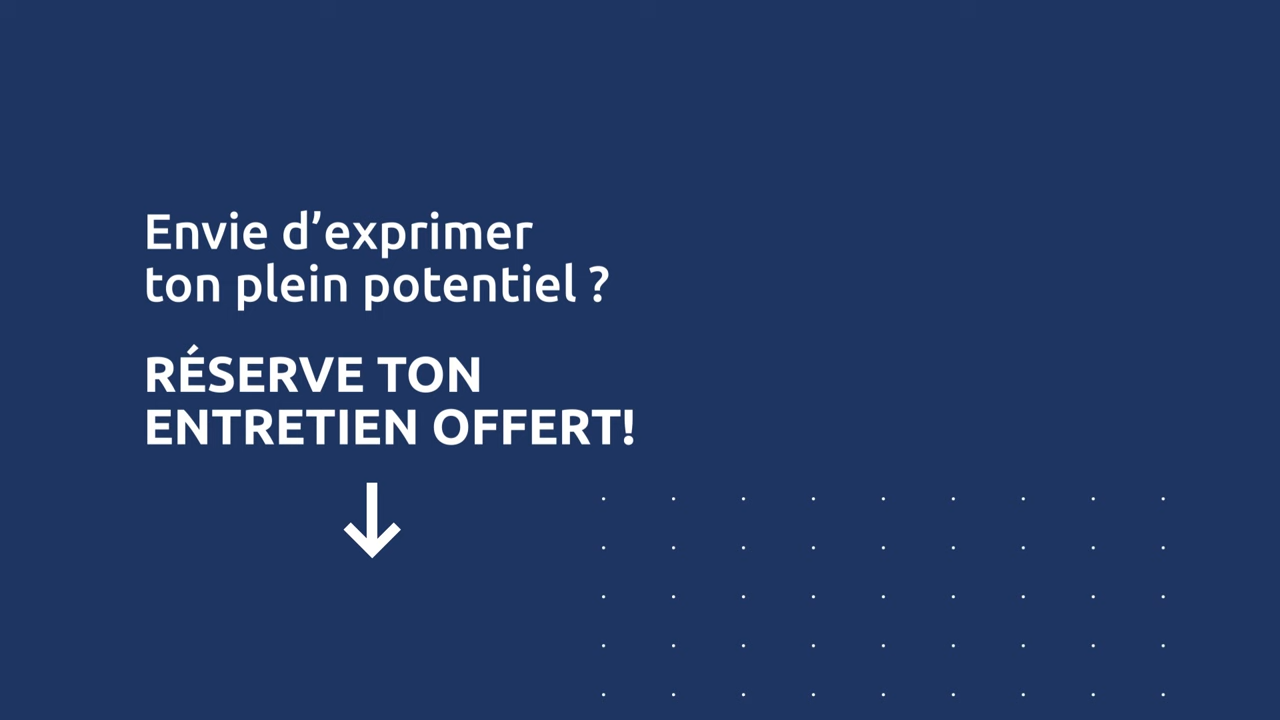 Envie d’exprimer
ton plein potentiel ?
RÉSERVE TON
ENTRETIEN OFFERT!